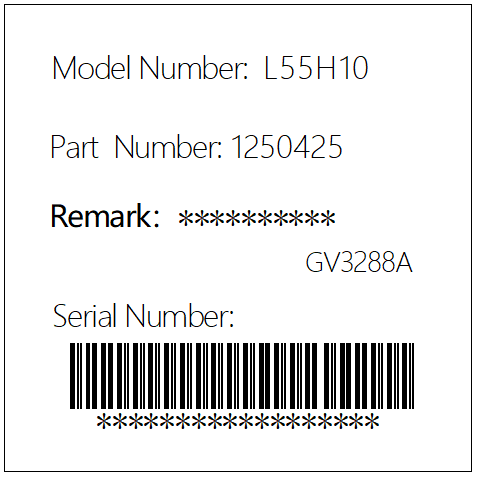 Model Number: L55H10
Part Number: 1250425
Remark: **********
GV3288A
Serial Number:
******************